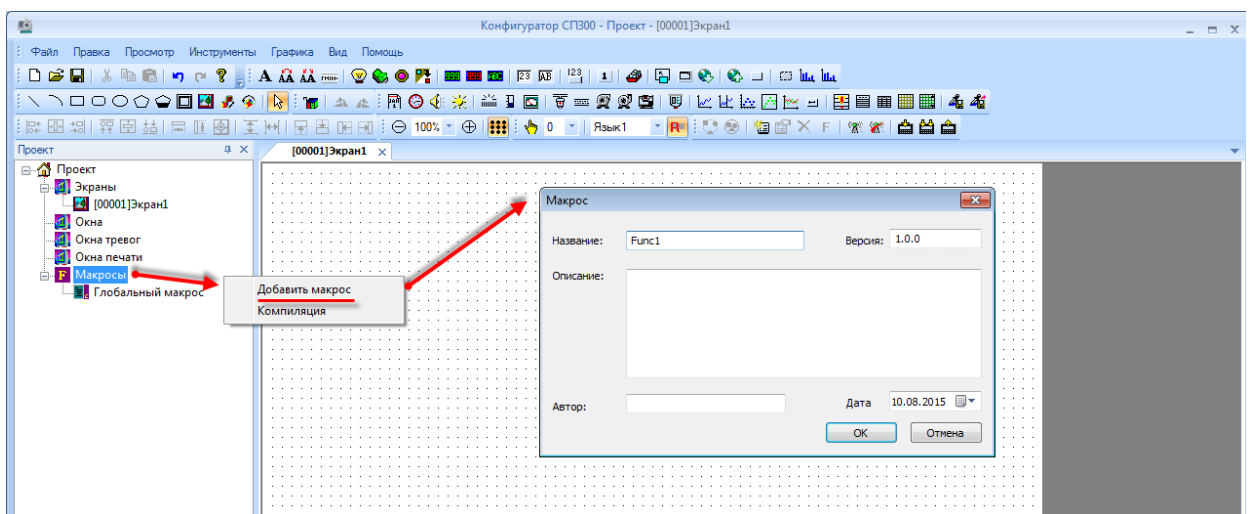 Конфигуратор СП300 - Проект - [00001]Экран1
Файл Правка Просмотр Инструменты Графика Вид Помощь
100% 0 Язык1
Проект
[00001]Экран1
Проект
Экраны
[00001]Экран1
Окна
Окна тревог
Окна печати
Макросы
Глобальный макрос
Добавить макрос
Компиляция
Макрос
Название: Func1 Версия: 1.0.0
Описание:
Автор: Дата 10.08.2015
ОК Отмена